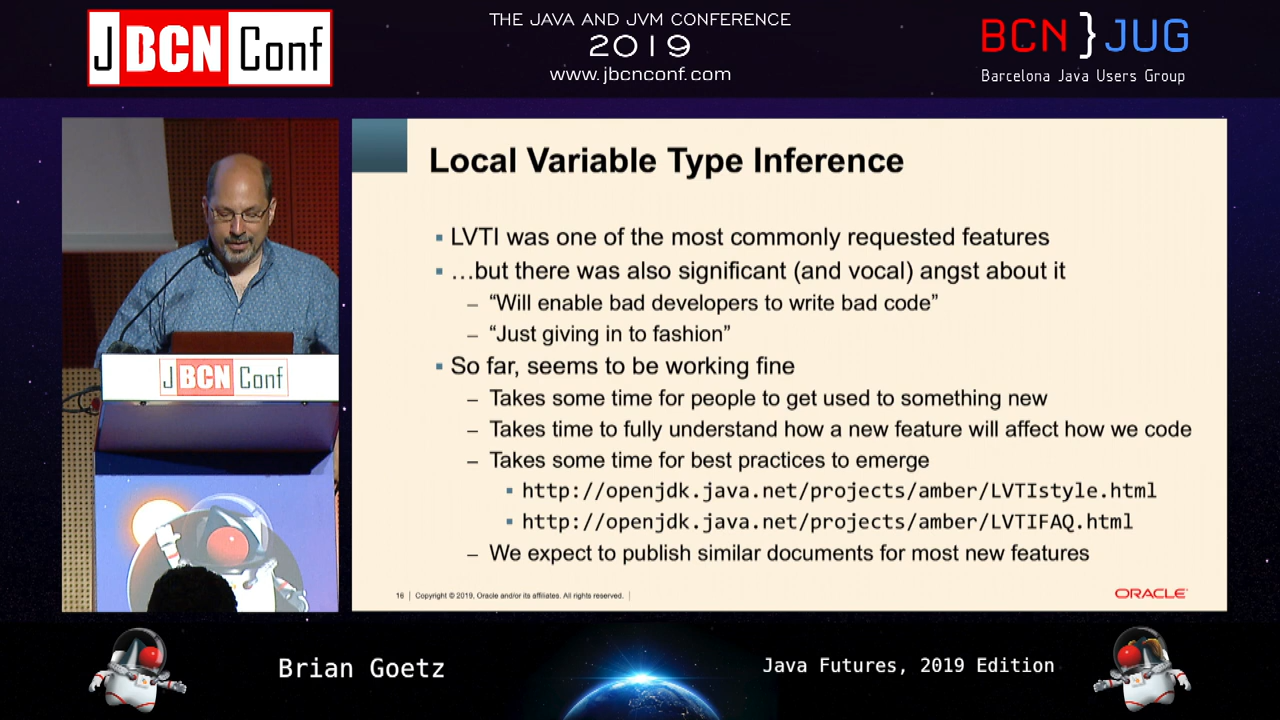 JBCNConf
THE JAVA AND JVM CONFERENCE
2019
www.jbcnconf.com
BCN}JUG
Barcelona Java Users Group
Local Variable Type Inference
▪ LVTI was one of the most commonly requested features
▪ …but there was also significant (and vocal) angst about it
– “Will enable bad developers to write bad code”
– “Just giving in to fashion”
▪ So far, seems to be working fine
– Takes some time for people to get used to something new
– Takes time to fully understand how a new feature will affect how we code
– Takes some time for best practices to emerge
▪ http://openjdk.java.net/projects/amber/LVTIstyle.html
▪ http://openjdk.java.net/projects/amber/LVTIFAQ.html
– We expect to publish similar documents for most new features
16 | Copyright © 2019, Oracle and/or its affiliates. All rights reserved. |
ORACLE®
JBCNConf
Brian Goetz
Java Futures, 2019 Edition